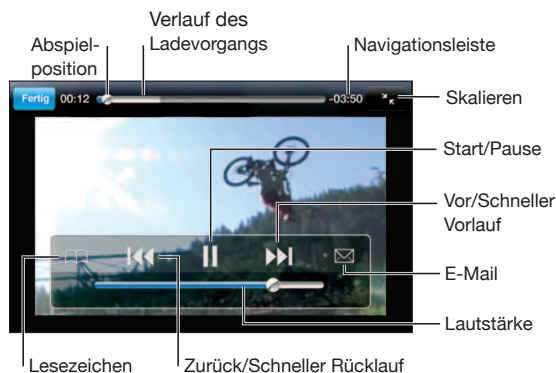 Verlauf des
Ladevorgangs
Abspiel-
position
Navigationsleiste
Fertig 00:12 -03:50
Skalieren
Start/Pause
Vor/Schneller
Vorlauf
E-Mail
Lautstärke
Lesezeichen
Zurück/Schneller Rücklauf